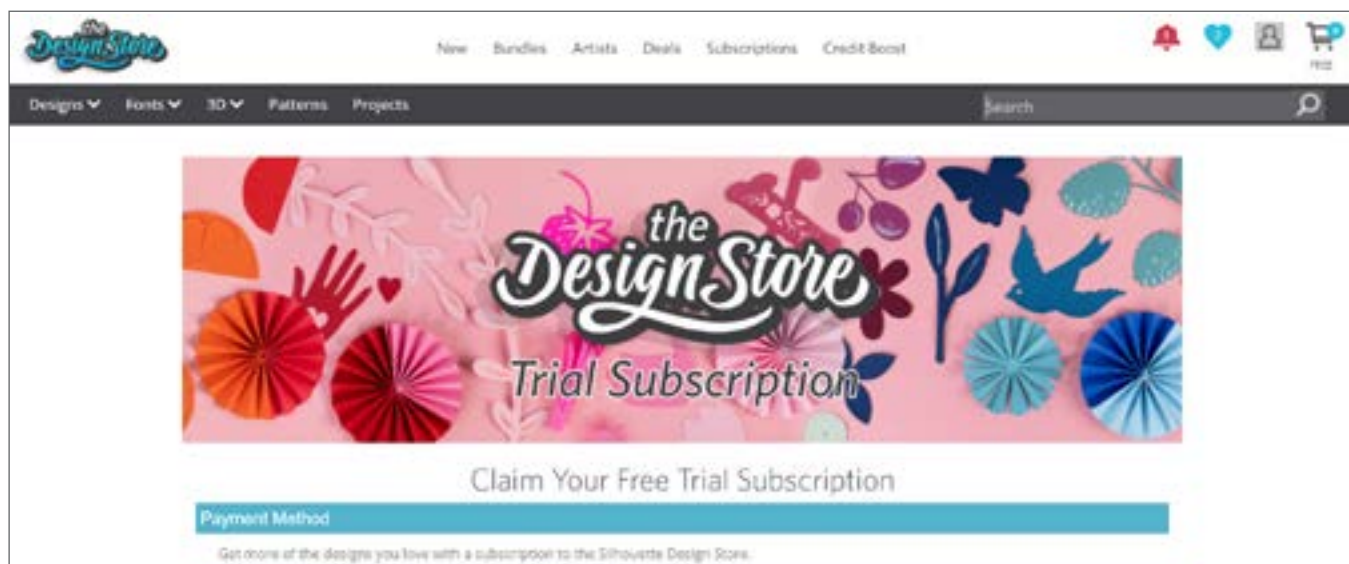 the
Design Store
New Bundles Artists Deals Subscriptions Credit Boost
Designs Fonts 3D Patterns Projects Search
the
Design Store
Trial Subscription
Claim Your Free Trial Subscription
Payment Method
Get more of the designs you love with a subscription to the Silhouette Design Store.